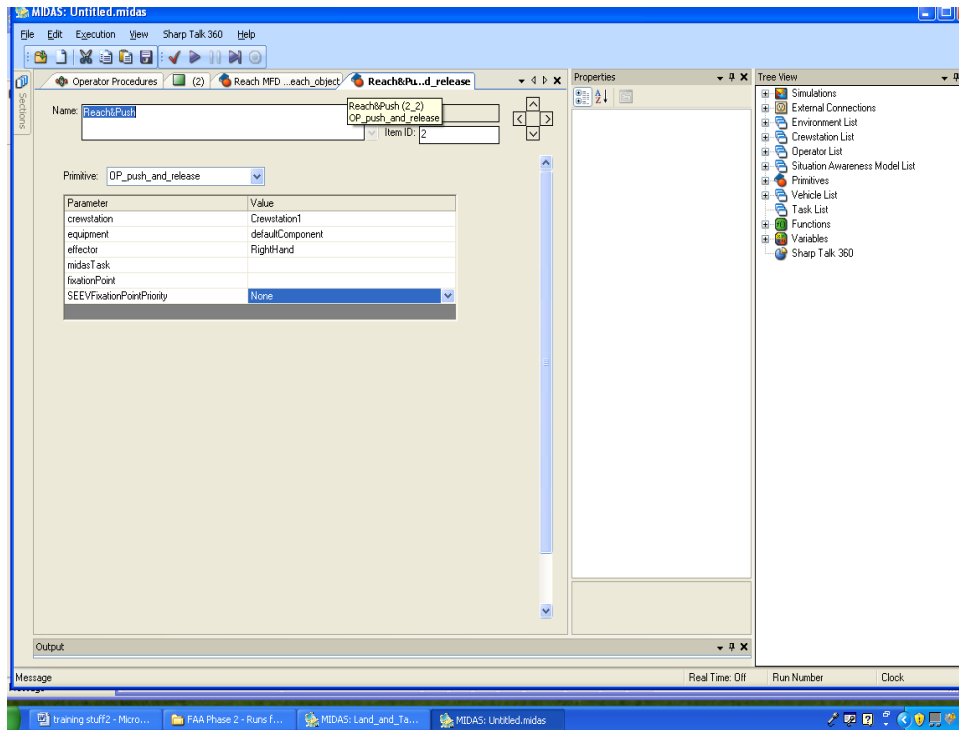 MIDAS: Untitled.midas
File Edit Execution View Sharp Talk 360 Help
Sections
Operator Procedures (2) Reach MFD ...each_object Reach&Pu...d_release
Name: Reach&Push
Reach&Push (2_2)
OP_push_and_release
Item ID: 2
Primitive: OP_push_and_release
Parameter Value
crewstation Crewstation1
equipment defaultComponent
effector RightHand
midasTask
fixationPoint
SEEVFixationPointPriority None
Output
Properties
Tree View
Simulations
External Connections
Environment List
Crewstation List
Operator List
Situation Awareness Model List
Primitives
Vehicle List
Task List
Functions
Variables
Sharp Talk 360
Message Real Time: Off Run Number Clock
training stuff2 - Micro... FAA Phase 2 - Runs f... MIDAS: Land_and_Ta... MIDAS: Untitled.midas